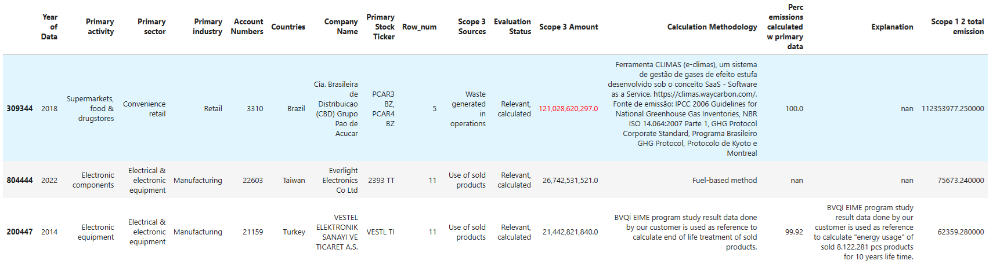 Year of Data Primary activity Primary sector Primary industry Account Numbers Countries Company Name Primary Stock Ticker Row_num Scope 3 Sources Evaluation Status Scope 3 Amount Calculation Methodology Perc emissions calculated w primary data Explanation Scope 1 2 total emission
309344 2018 Supermarkets, food & drugstores Convenience retail Retail 3310 Brazil Cia. Brasileira de Distribuicao (CBD) Grupo Pao de Acucar PCAR3 BZ, PCAR4 BZ 5 Waste generated in operations Relevant, calculated 121,028,620,297.0 Ferramenta CLIMAS (e-climas), um sistema de gestão de gases de efeito estufa desenvolvido sob o conceito SaaS - Software as a Service. https://climas.waycarbon.com/. Fonte de emissão: IPCC 2006 Guidelines for National Greenhouse Gas Inventories, NBR ISO 14.064:2007 Parte 1, GHG Protocol Corporate Standard, Programa Brasileiro GHG Protocol, Protocolo de Kyoto e Montreal 100.0 nan 112353977.250000
804444 2022 Electronic components Electrical & electronic equipment Manufacturing 22603 Taiwan Everlight Electronics Co Ltd 2393 TT 11 Use of sold products Relevant, calculated 26,742,531,521.0 Fuel-based method nan nan 75673.240000
200447 2014 Electronic equipment Electrical & electronic equipment Manufacturing 21159 Turkey VESTEL ELEKTRONIK SANAYI VE TICARET A.S. VESTL TI 11 Use of sold products Relevant, calculated 21,442,821,840.0 BVQİ EIME program study result data done by our customer is used as reference to calculate end of life treatment of sold products. 99.92 BVQİ EIME program study result data done by our customer is used as reference to calculate "energy usage" of sold 8.122.281 pcs products for 10 years life time. 62359.280000